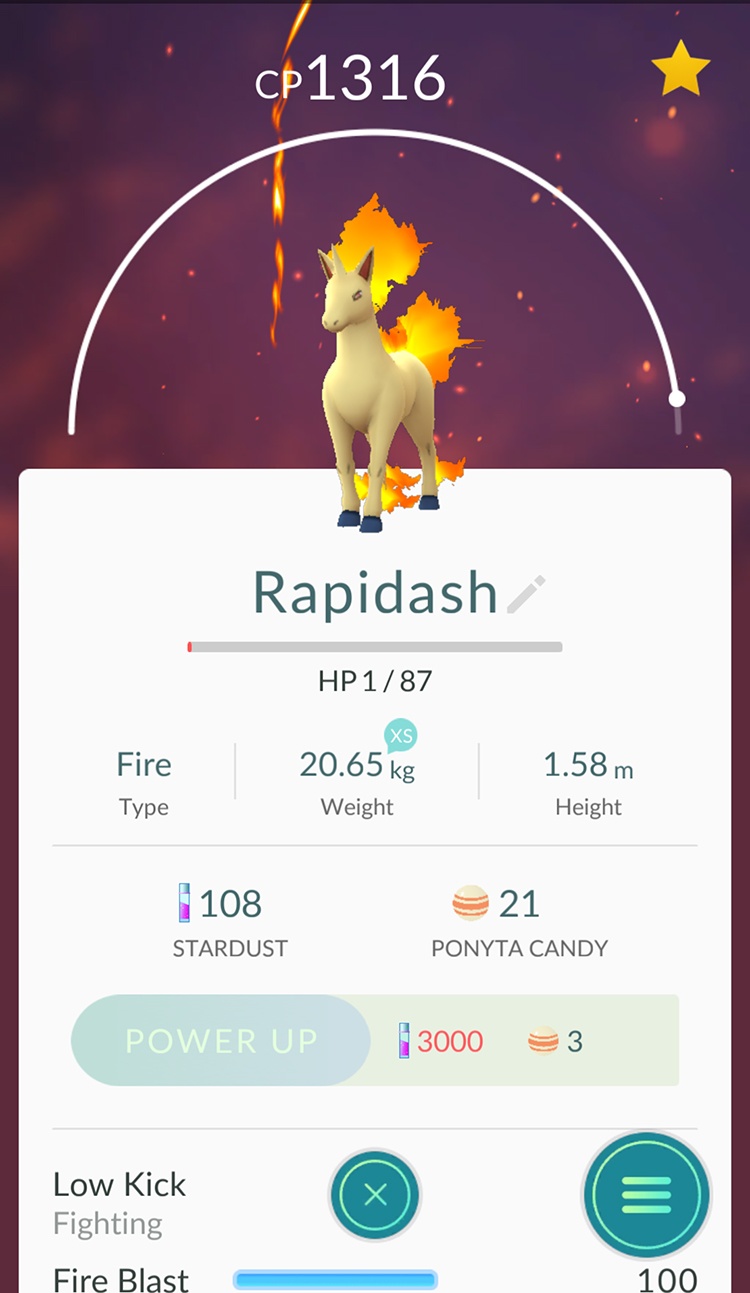 CP1316
Rapidash
HP 1 / 87
XS
Fire 20.65 kg 1.58 m
Type Weight Height
108 21
STARDUST PONYTA CANDY
POWER UP 3000 3
Low Kick
Fighting
Fire Blast 100